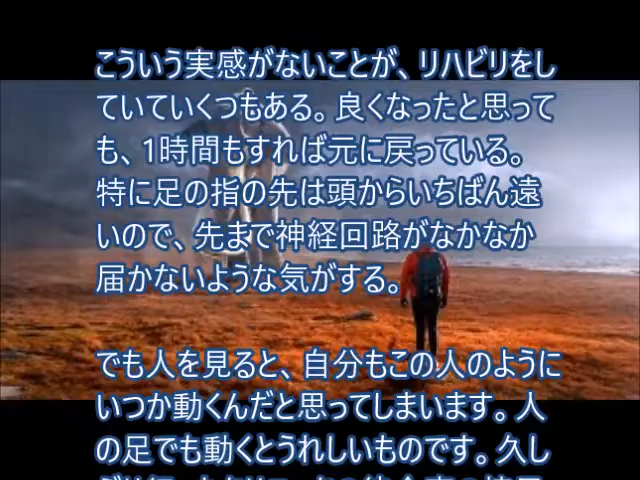 こういう実感がないことが、リハビリをし
ていていくつもある。良くなったと思って
も、1時間もすれば元に戻っている。
特に足の指の先は頭からいちばん遠
いので、先まで神経回路がなかなか
届かないような気がする。
でも人を見ると、自分もこの人のように
いつか動くんだと思ってしまいます。人
の足でも動くとうれしいものです。久し